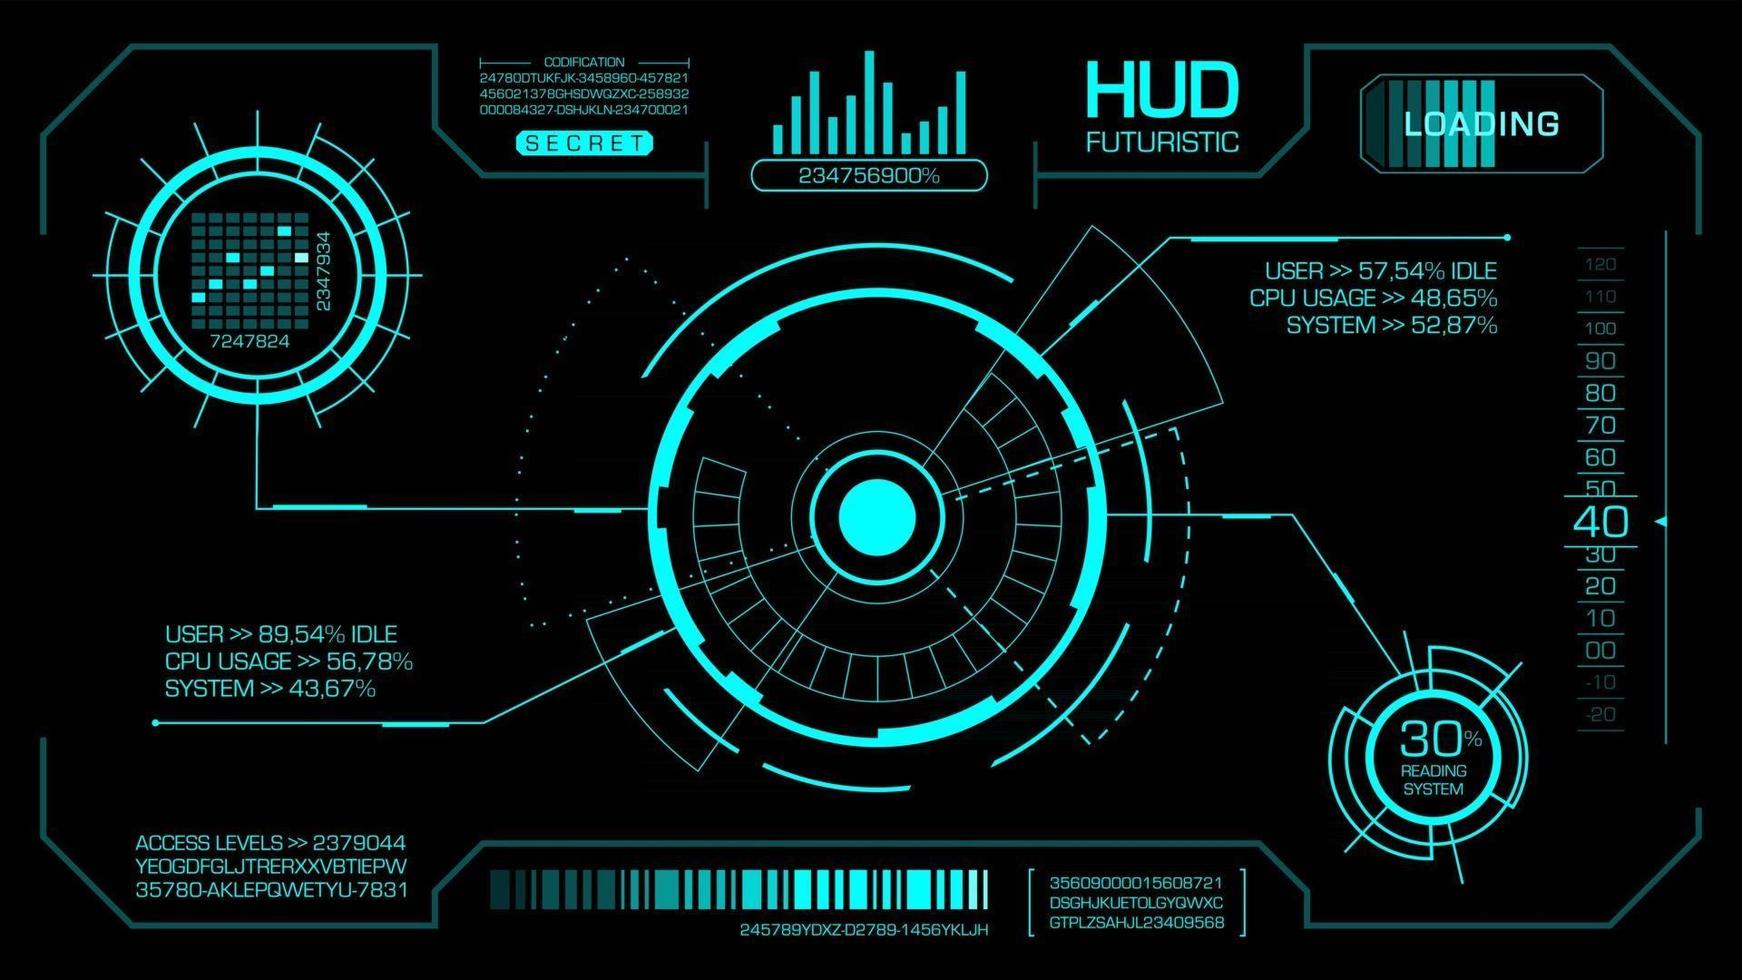 CODIFICATION
24780DTUKFJK-3458960-457821
456021378GHSDWQZXC-258932
000084327-DSHJKLN-234700021
SECRET
234756900%
HUD
FUTURISTIC
LOADING
2347934
7247824
USER >> 57,54% IDLE
CPU USAGE >> 48,65%
SYSTEM >> 52,87%
120
110
100
90
80
70
60
50
40
30
20
10
00
-10
-20
USER >> 89,54% IDLE
CPU USAGE >> 56,78%
SYSTEM >> 43,67%
30%
READING
SYSTEM
ACCESS LEVELS >> 2379044
YEOGDFGLJTRERXXVBTIEPW
35780-AKLEPQWETYU-7831
245789YDXZ-D2789-1456YKLJH
35609000015608721
DSGHJKUETOLGYQWXC
GTPLZSAHJL23409568